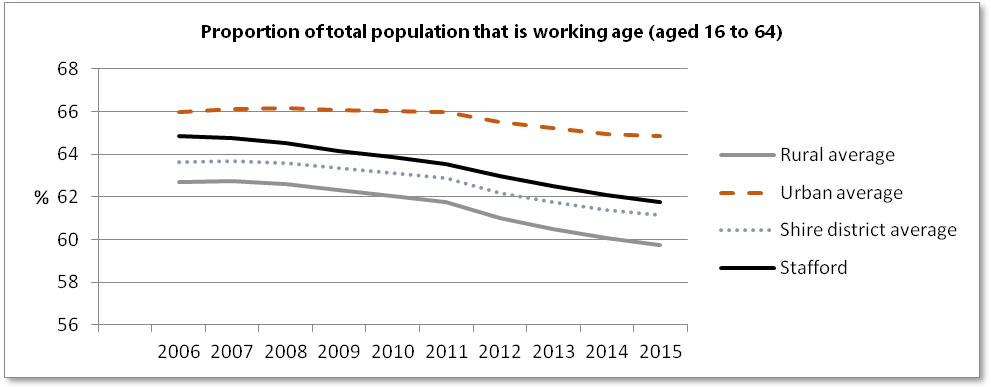 Proportion of total population that is working age (aged 16 to 64)
68
66
64
62
60
58
56
%
2006 2007 2008 2009 2010 2011 2012 2013 2014 2015
Rural average
Urban average
Shire district average
Stafford